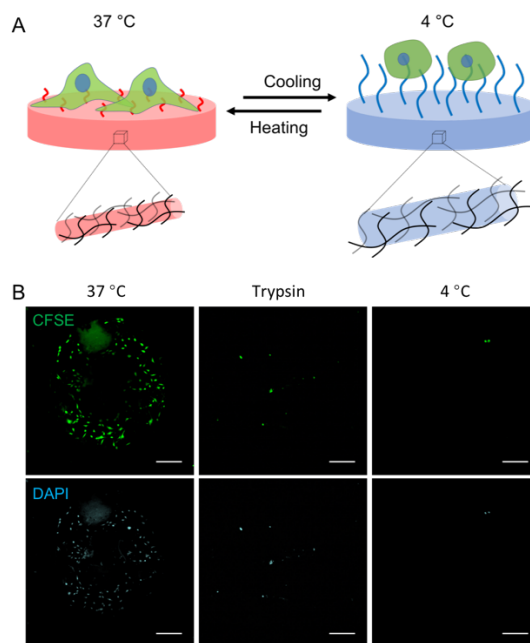 A
37 °C
4 °C
Cooling
Heating
B
37 °C
Trypsin
4 °C
CFSE
DAPI